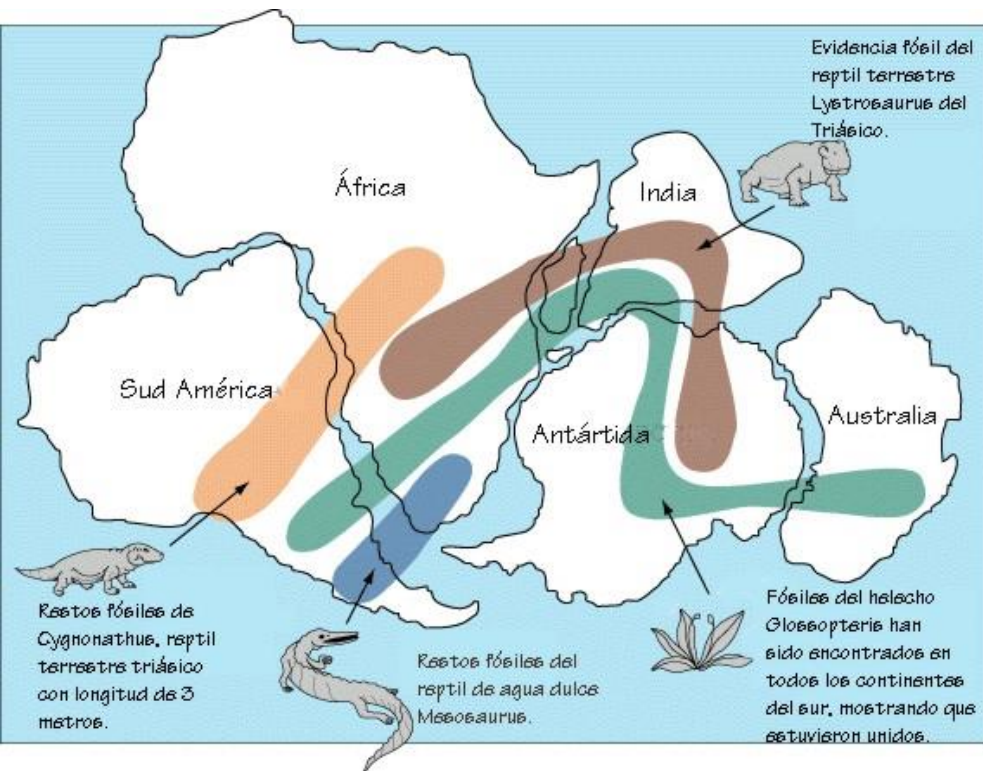 Evidencia fósil del
reptil terrestre
Lystrosaurus del
Triásico.
África
India
Sud América
Antártida
Australia
Restos fósiles de
Cygnonathus, reptil
terrestre triásico
con longitud de 3
metros.
Restos fósiles del
reptil de agua dulce
Mesosaurus.
Fósiles del helecho
Glossopteris han
sido encontrados en
todos los continentes
del sur, mostrando que
estuvieron unidos.